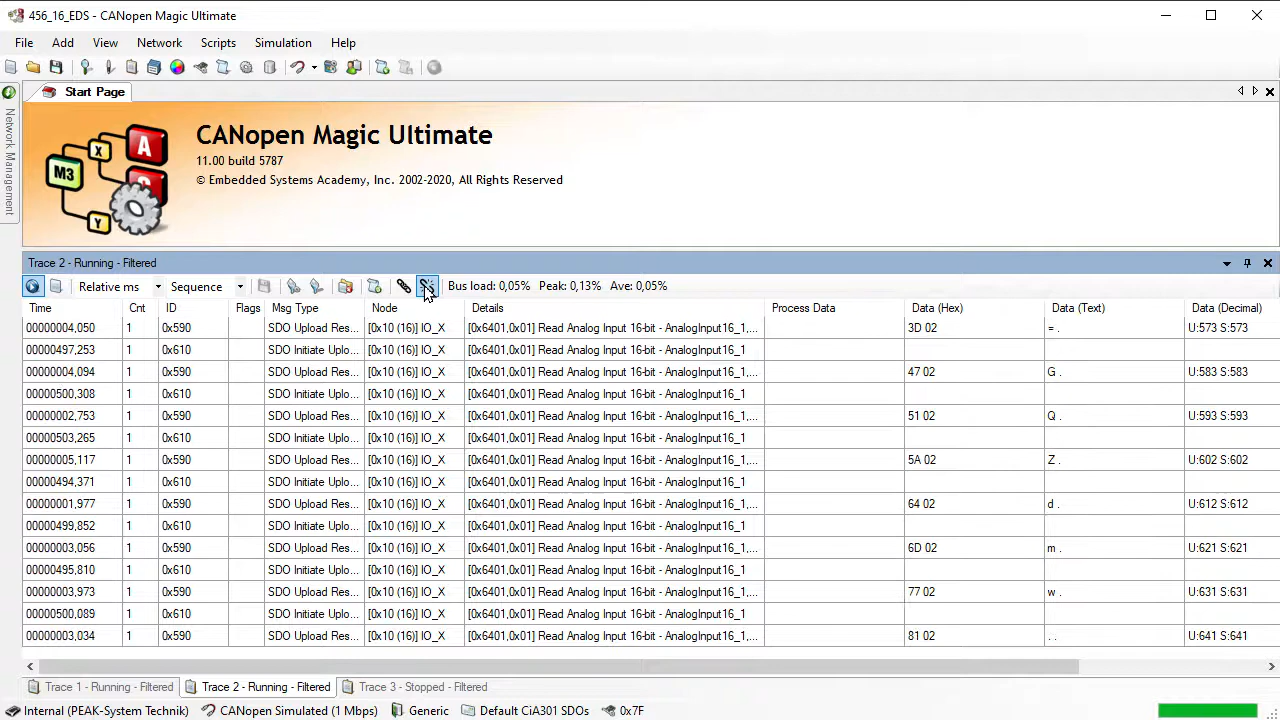 456_16_EDS - CANopen Magic Ultimate
File Add View Network Scripts Simulation Help
Start Page
Network Management
A
X
M3
Y
CANopen Magic Ultimate
11.00 build 5787
© Embedded Systems Academy, Inc. 2002-2020, All Rights Reserved
Trace 2 - Running - Filtered
Relative ms Sequence Bus load: 0,05% Peak: 0,13% Ave: 0,05%
Time Cnt ID Flags Msg Type Node Details Process Data Data (Hex) Data (Text) Data (Decimal)
00000004,050 1 0x590 SDO Upload Res... [0x10 (16)] IO_X [0x6401,0x01] Read Analog Input 16-bit - AnalogInput16_1,... 3D 02 = . U:573 S:573
00000497,253 1 0x610 SDO Initiate Uplo... [0x10 (16)] IO_X [0x6401,0x01] Read Analog Input 16-bit - AnalogInput16_1
00000004,094 1 0x590 SDO Upload Res... [0x10 (16)] IO_X [0x6401,0x01] Read Analog Input 16-bit - AnalogInput16_1,... 47 02 G . U:583 S:583
00000500,308 1 0x610 SDO Initiate Uplo... [0x10 (16)] IO_X [0x6401,0x01] Read Analog Input 16-bit - AnalogInput16_1
00000002,753 1 0x590 SDO Upload Res... [0x10 (16)] IO_X [0x6401,0x01] Read Analog Input 16-bit - AnalogInput16_1,... 51 02 Q . U:593 S:593
00000503,265 1 0x610 SDO Initiate Uplo... [0x10 (16)] IO_X [0x6401,0x01] Read Analog Input 16-bit - AnalogInput16_1
00000005,117 1 0x590 SDO Upload Res... [0x10 (16)] IO_X [0x6401,0x01] Read Analog Input 16-bit - AnalogInput16_1,... 5A 02 Z . U:602 S:602
00000494,371 1 0x610 SDO Initiate Uplo... [0x10 (16)] IO_X [0x6401,0x01] Read Analog Input 16-bit - AnalogInput16_1
00000001,977 1 0x590 SDO Upload Res... [0x10 (16)] IO_X [0x6401,0x01] Read Analog Input 16-bit - AnalogInput16_1,... 64 02 d . U:612 S:612
00000499,852 1 0x610 SDO Initiate Uplo... [0x10 (16)] IO_X [0x6401,0x01] Read Analog Input 16-bit - AnalogInput16_1
00000003,056 1 0x590 SDO Upload Res... [0x10 (16)] IO_X [0x6401,0x01] Read Analog Input 16-bit - AnalogInput16_1,... 6D 02 m . U:621 S:621
00000495,810 1 0x610 SDO Initiate Uplo... [0x10 (16)] IO_X [0x6401,0x01] Read Analog Input 16-bit - AnalogInput16_1
00000003,973 1 0x590 SDO Upload Res... [0x10 (16)] IO_X [0x6401,0x01] Read Analog Input 16-bit - AnalogInput16_1,... 77 02 w . U:631 S:631
00000500,089 1 0x610 SDO Initiate Uplo... [0x10 (16)] IO_X [0x6401,0x01] Read Analog Input 16-bit - AnalogInput16_1
00000003,034 1 0x590 SDO Upload Res... [0x10 (16)] IO_X [0x6401,0x01] Read Analog Input 16-bit - AnalogInput16_1,... 81 02 . . U:641 S:641
Trace 1 - Running - Filtered Trace 2 - Running - Filtered Trace 3 - Stopped - Filtered
Internal (PEAK-System Technik) CANopen Simulated (1 Mbps) Generic Default CiA301 SDOs 0x7F